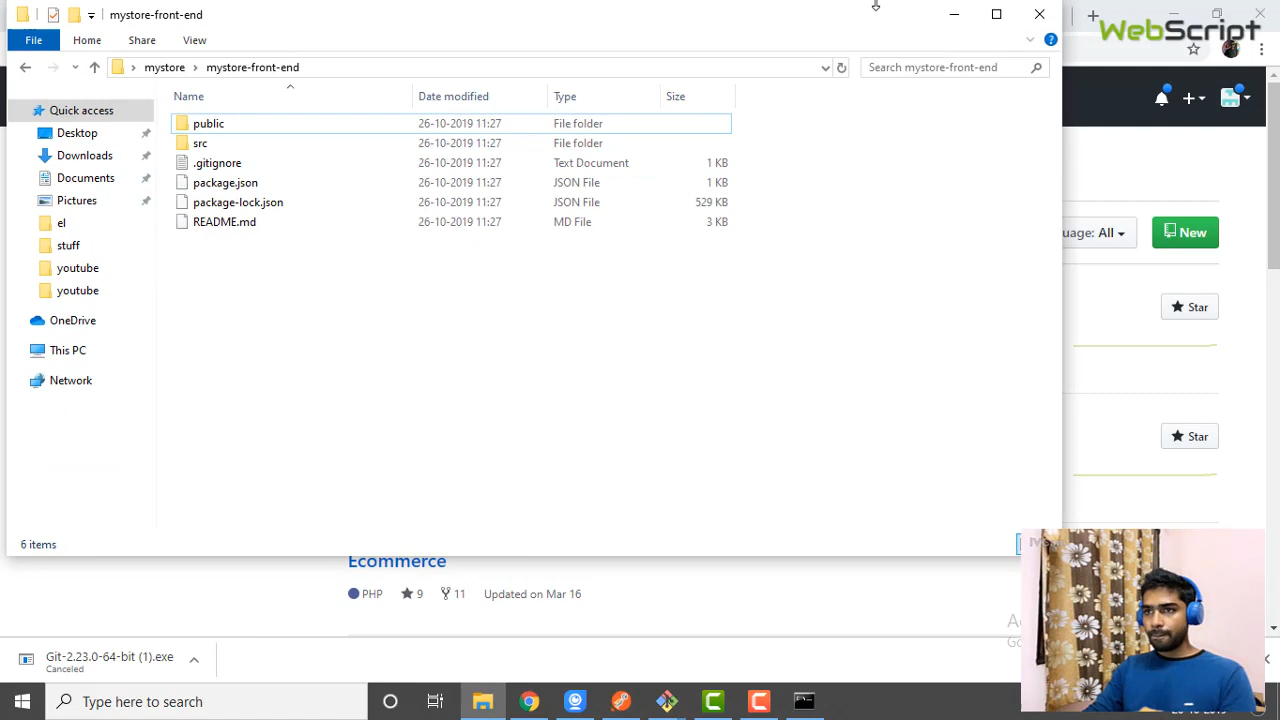 mystore-front-end
WebScript
File Home Share View
mystore mystore-front-end
Search mystore-front-end
Name Date modified Type Size
Quick access
Desktop
Downloads
Documents
Pictures
el
stuff
youtube
youtube
OneDrive
This PC
Network
public 26-10-2019 11:27 File folder
src 26-10-2019 11:27 File folder
.gitignore 26-10-2019 11:27 Text Document 1 KB
package.json 26-10-2019 11:27 JSON File 1 KB
package-lock.json 26-10-2019 11:27 JSON File 529 KB
README.md 26-10-2019 11:27 MD File 3 KB
6 items
uage: All New
Star
Star
Ecommerce
PHP 9 11 Updated on Mar 16
Git-2.23.0-64-bit (1).exe
Canceled
Type here to search